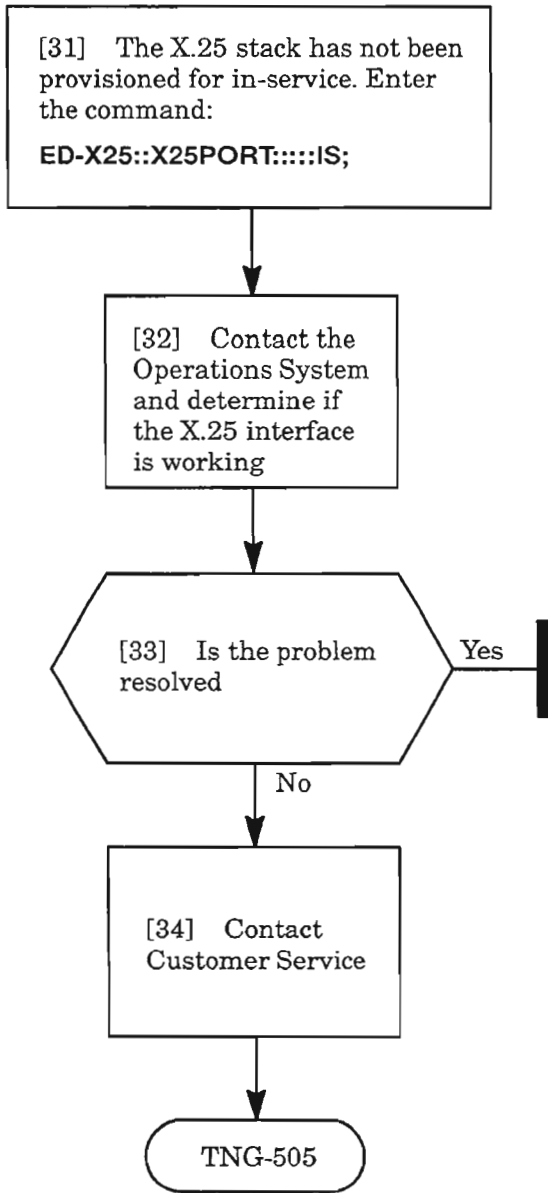 [31] The X.25 stack has not been
provisioned for in-service. Enter
the command:
ED-X25::X25PORT:::::IS;
[32] Contact the
Operations System
and determine if
the X.25 interface
is working
[33] Is the problem
resolved
Yes
No
[34] Contact
Customer Service
TNG-505